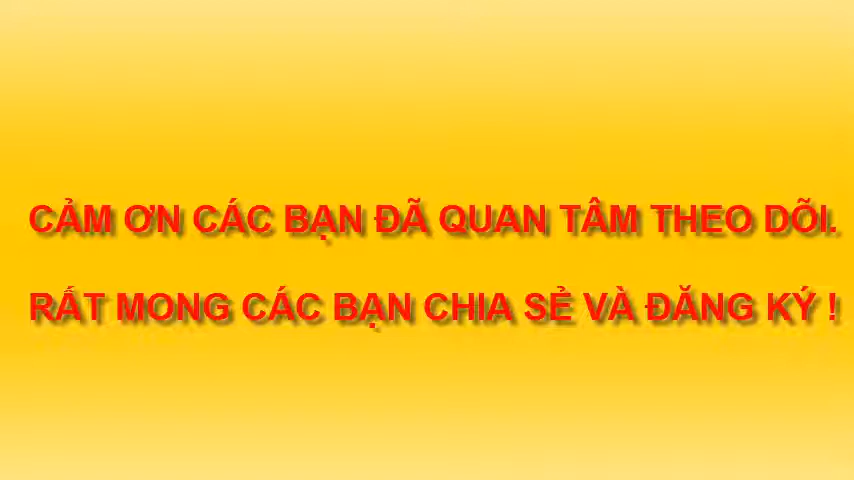 CẢM ƠN CÁC BẠN ĐÃ QUAN TÂM THEO DÕI.
RẤT MONG CÁC BẠN CHIA SẺ VÀ ĐĂNG KÝ !